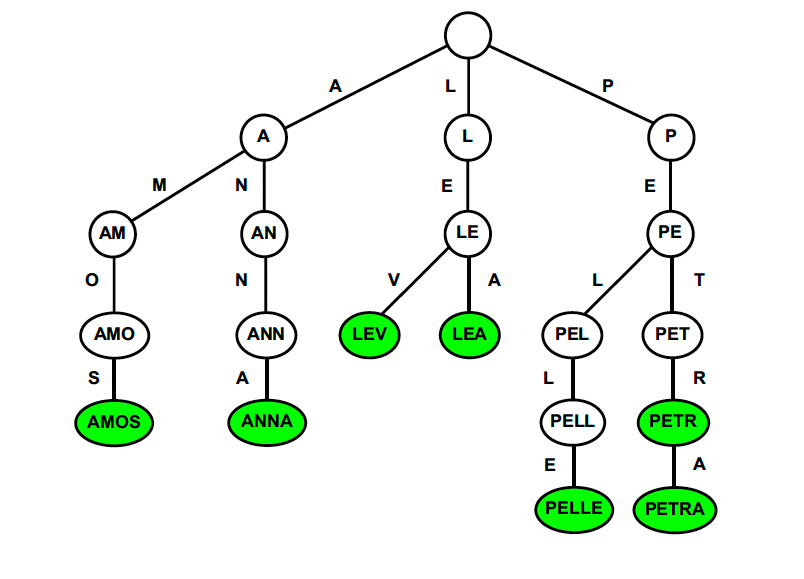 A L P
A L P
M N E E
AM AN LE PE
O N V A L T
AMO ANN LEV LEA PEL PET
S A L R
AMOS ANNA PELL PETR
E A
PELLE PETRA